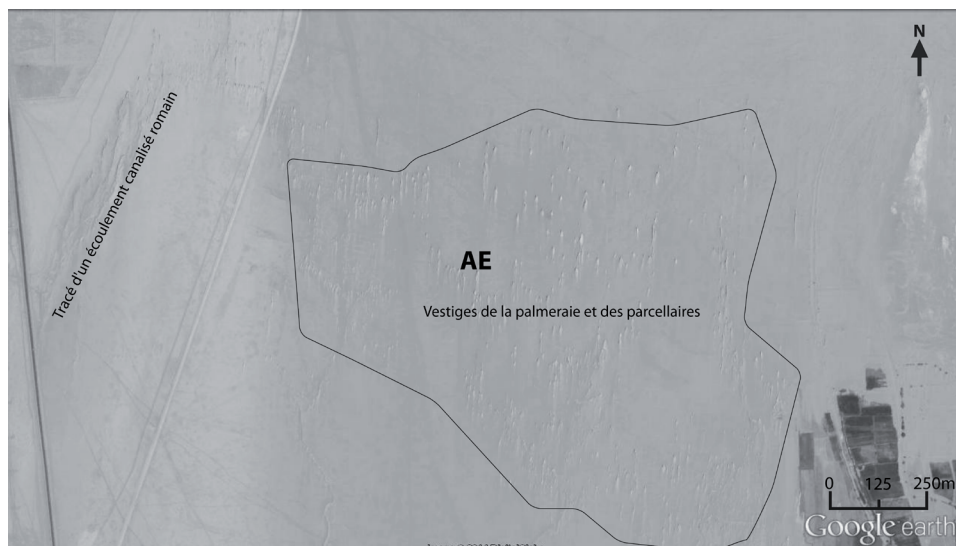 N
Tracé d'un écoulement canalisé romain
AE
Vestiges de la palmeraie et des parcellaires
0 125 250m
Google earth